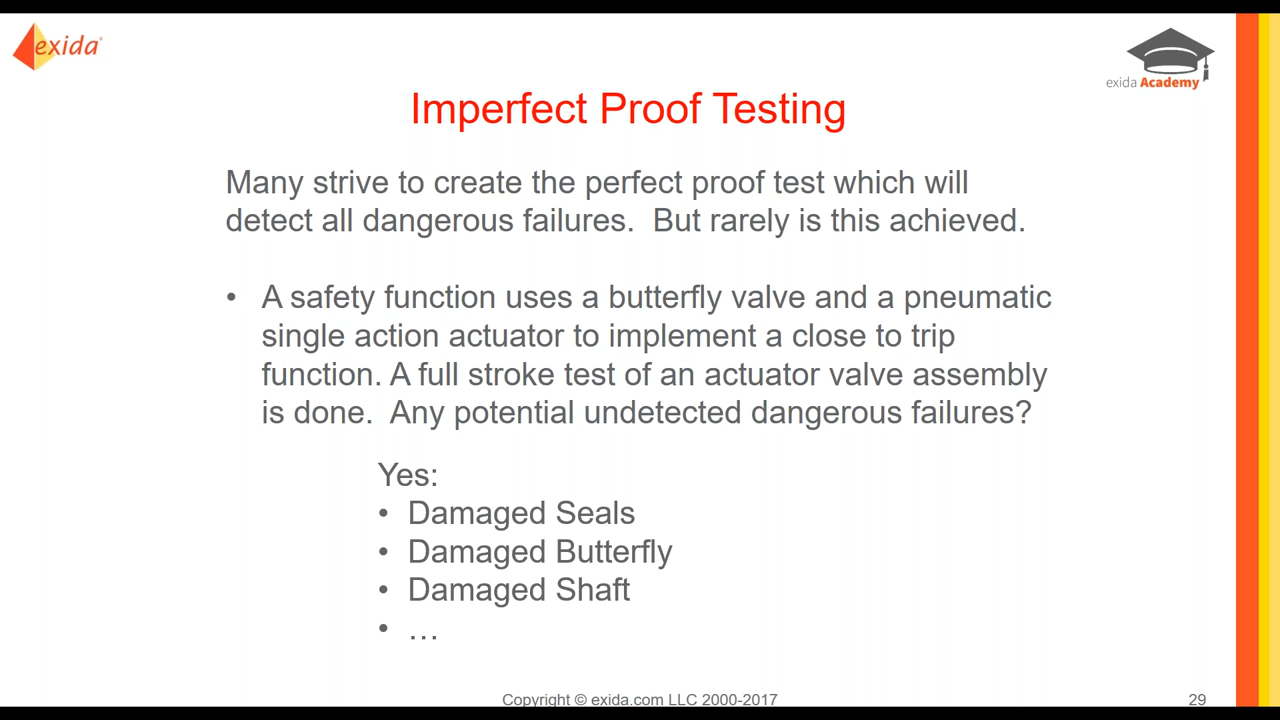 exida
exida Academy
Imperfect Proof Testing
Many strive to create the perfect proof test which will
detect all dangerous failures.  But rarely is this achieved.
• A safety function uses a butterfly valve and a pneumatic
single action actuator to implement a close to trip
function. A full stroke test of an actuator valve assembly
is done.  Any potential undetected dangerous failures?
Yes:
• Damaged Seals
• Damaged Butterfly
• Damaged Shaft
• …
Copyright © exida.com LLC 2000-2017
29